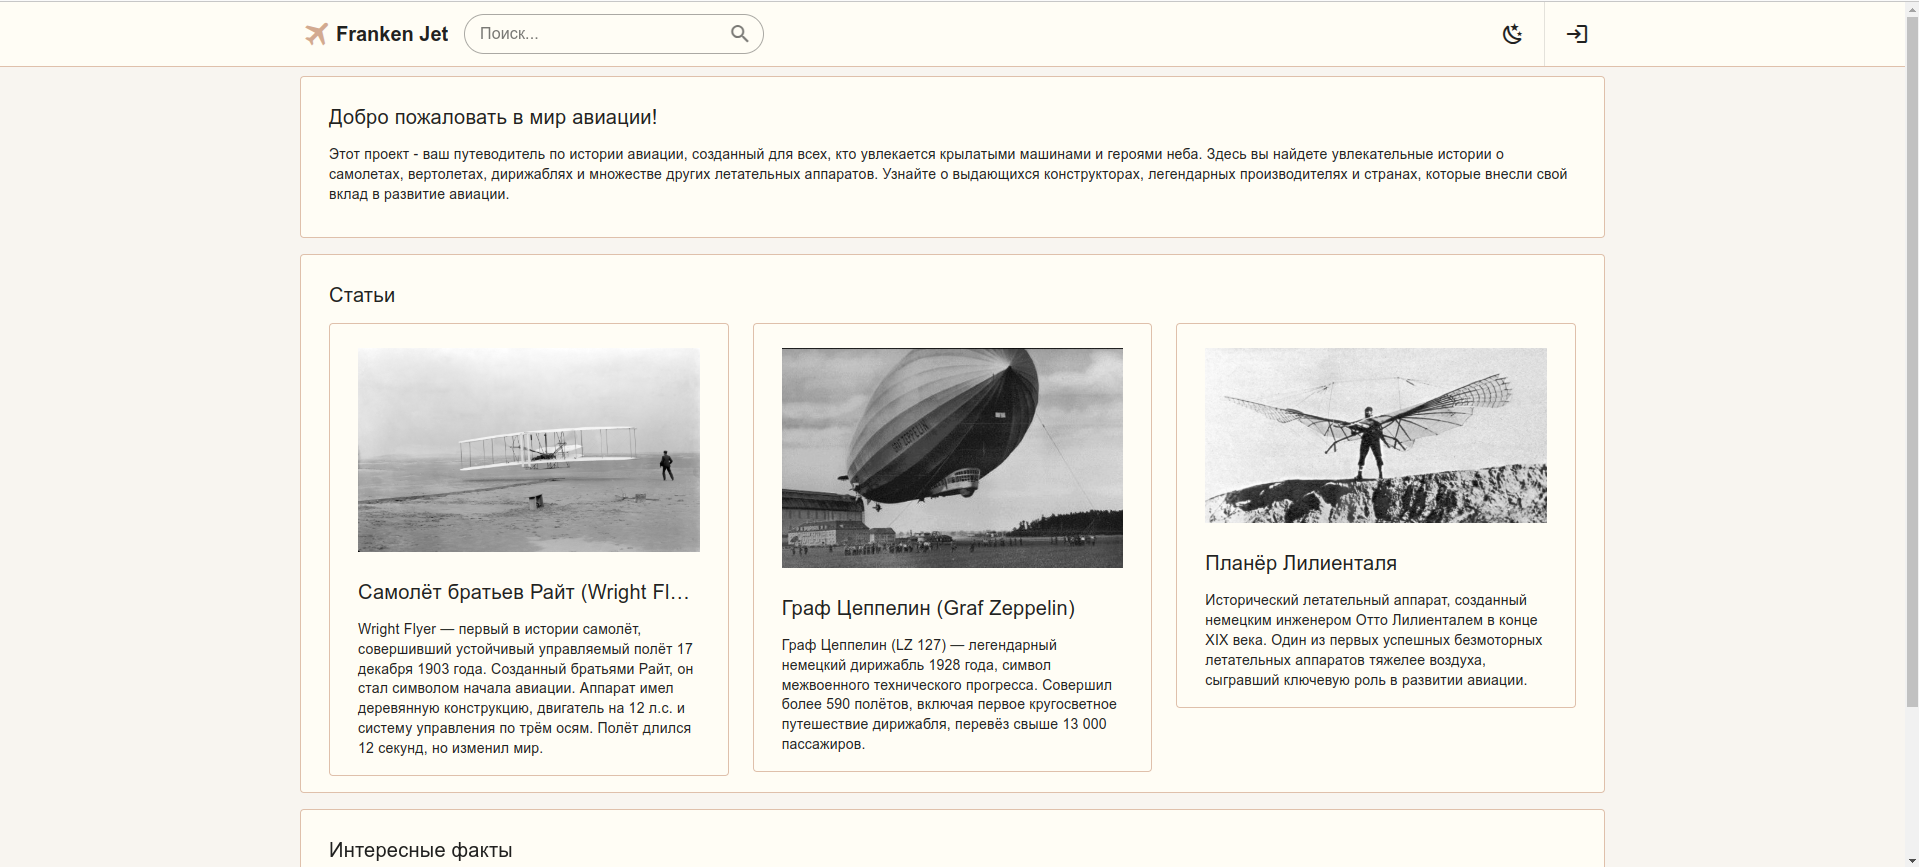 Franken Jet
Поиск...
Добро пожаловать в мир авиации!
Этот проект - ваш путеводитель по истории авиации, созданный для всех, кто увлекается крылатыми машинами и героями неба. Здесь вы найдете увлекательные истории о
самолетах, вертолетах, дирижаблях и множестве других летательных аппаратов. Узнайте о выдающихся конструкторах, легендарных производителях и странах, которые внесли свой
вклад в развитие авиации.
Статьи
Самолёт братьев Райт (Wright Fl...
Wright Flyer — первый в истории самолёт,
совершивший устойчивый управляемый полёт 17
декабря 1903 года. Созданный братьями Райт, он
стал символом начала авиации. Аппарат имел
деревянную конструкцию, двигатель на 12 л.с. и
систему управления по трём осям. Полёт длился
12 секунд, но изменил мир.
GRAF ZEPPELIN
Граф Цеппелин (Graf Zeppelin)
Граф Цеппелин (LZ 127) — легендарный
немецкий дирижабль 1928 года, символ
межвоенного технического прогресса. Совершил
более 590 полётов, включая первое кругосветное
путешествие дирижабля, перевёз свыше 13 000
пассажиров.
Планёр Лилиенталя
Исторический летательный аппарат, созданный
немецким инженером Отто Лилиенталем в конце
XIX века. Один из первых успешных безмоторных
летательных аппаратов тяжелее воздуха,
сыгравший ключевую роль в развитии авиации.
Интересные факты